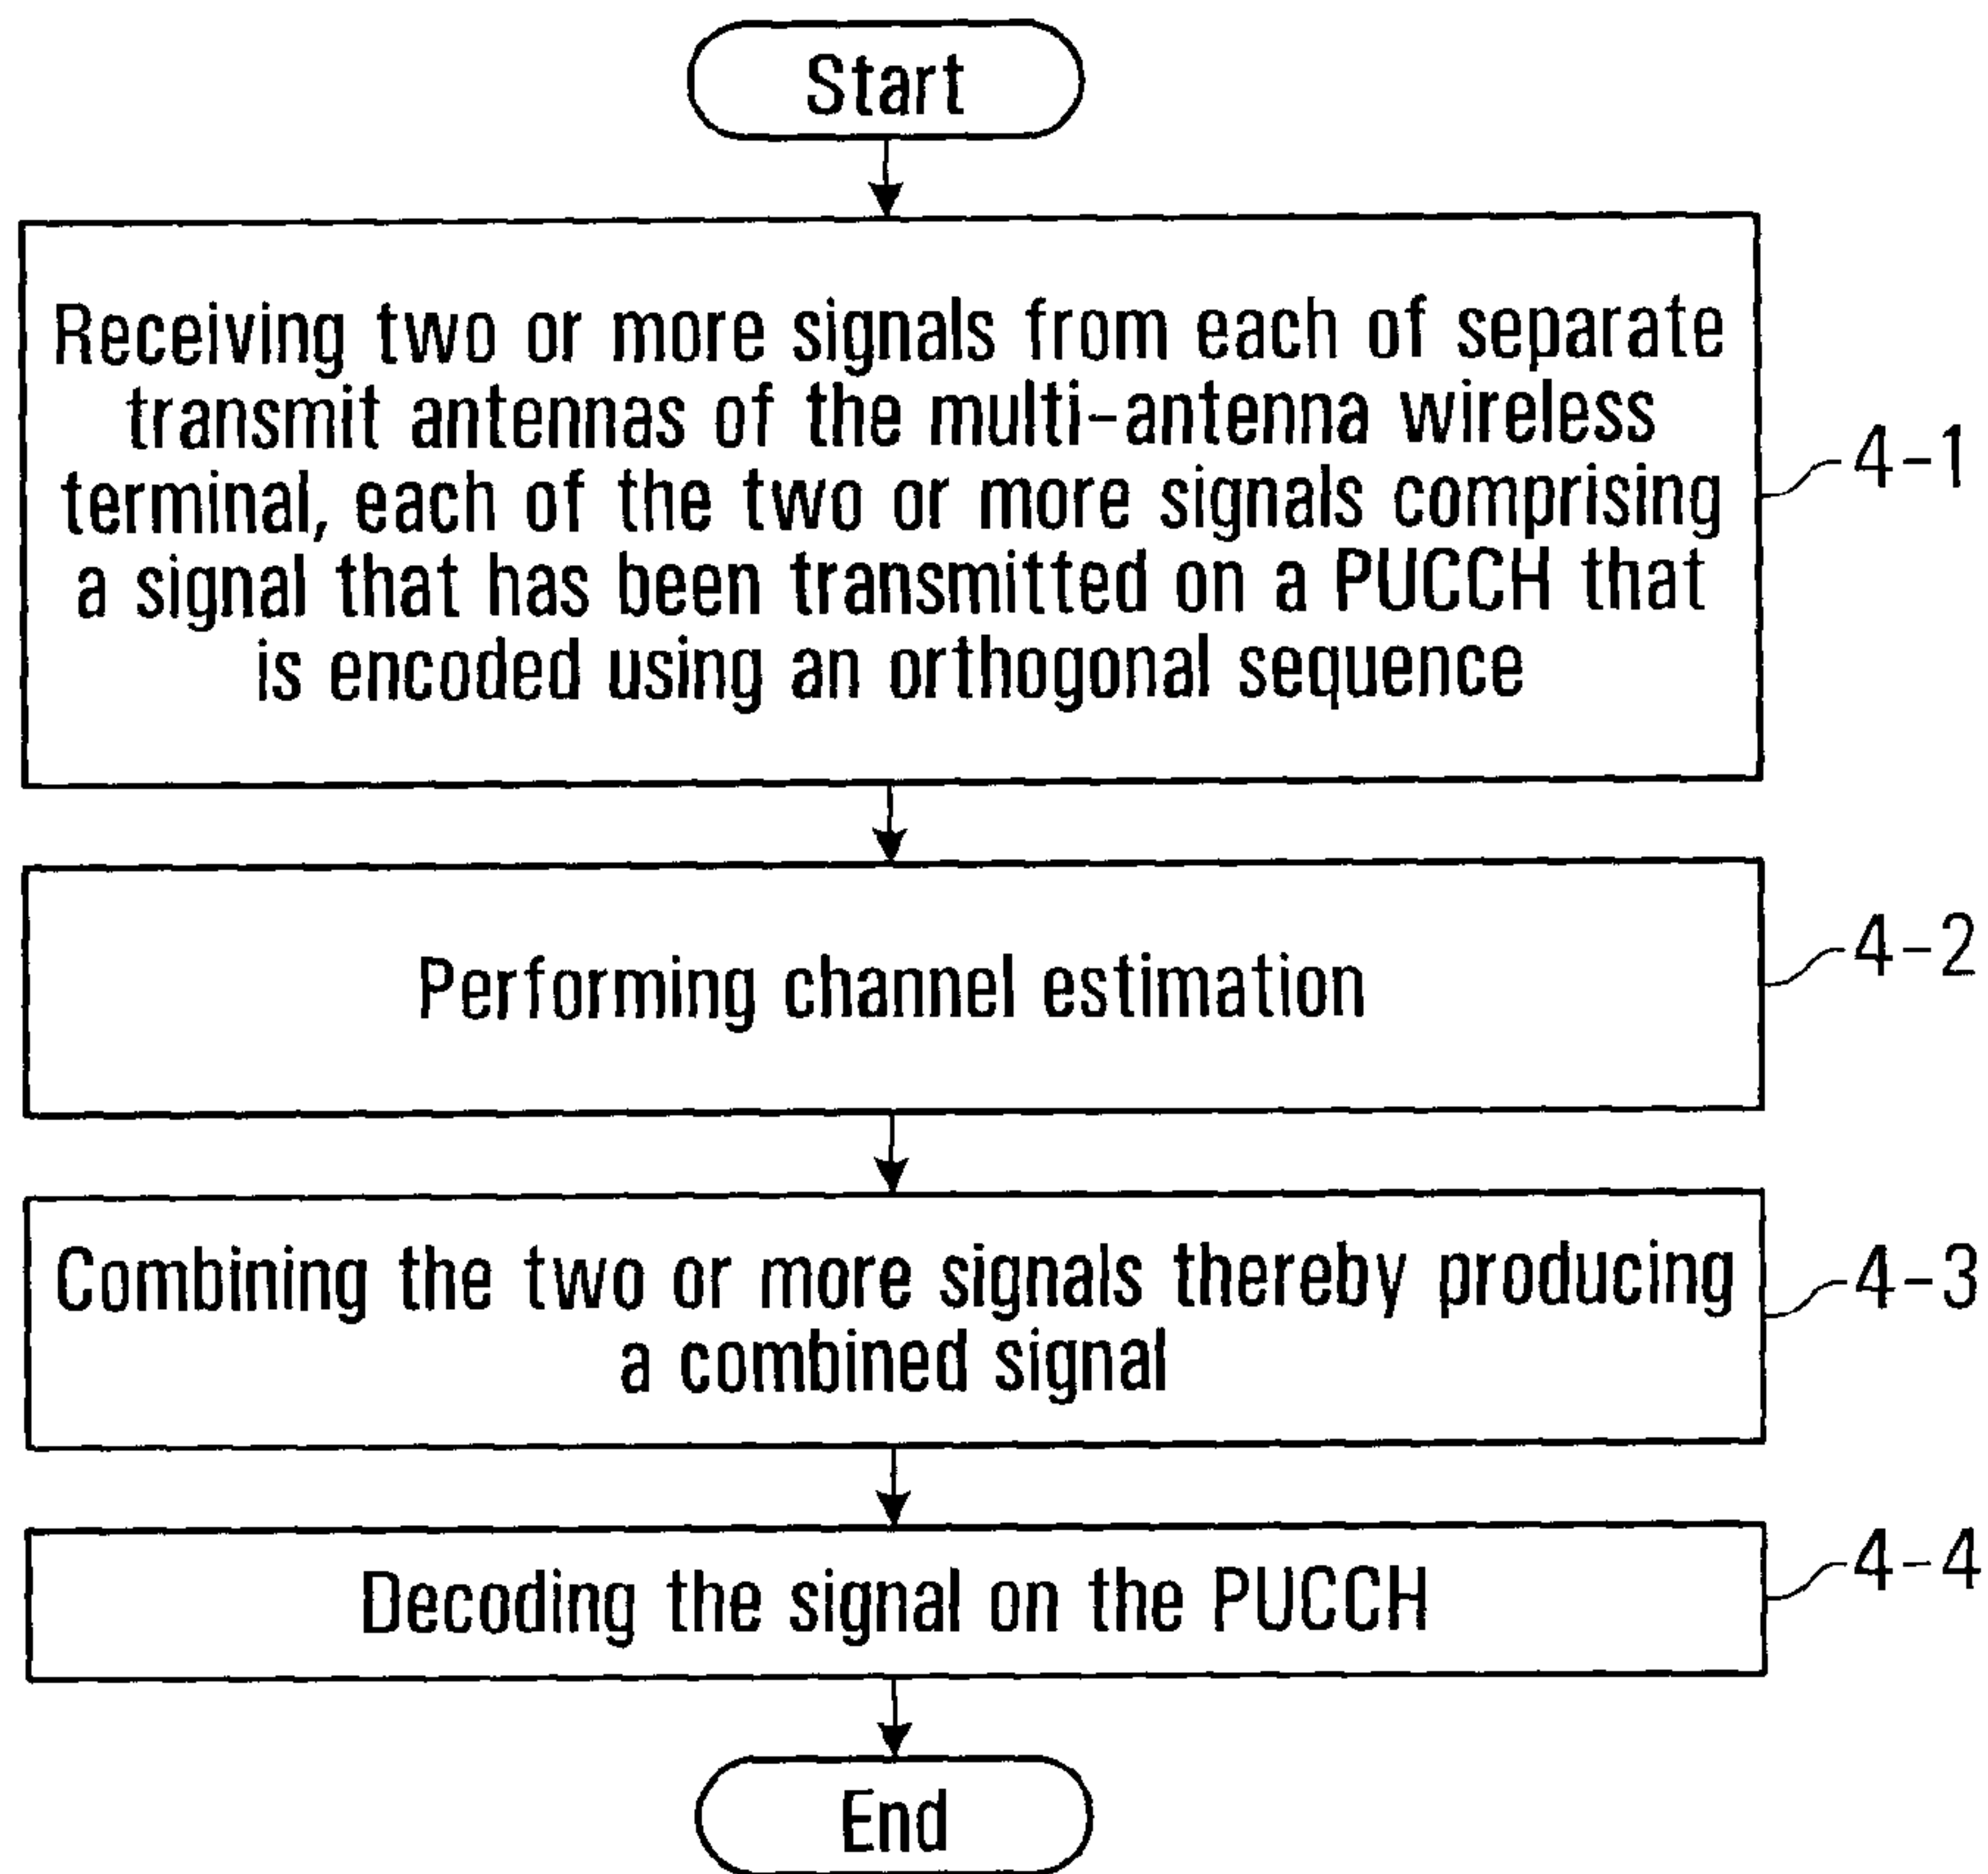 Start
Receiving two or more signals from each of separate
transmit antennas of the multi-antenna wireless
terminal, each of the two or more signals comprising
a signal that has been transmitted on a PUCCH that
is encoded using an orthogonal sequence
4-1
Performing channel estimation
4-2
Combining the two or more signals thereby producing
a combined signal
4-3
Decoding the signal on the PUCCH
4-4
End